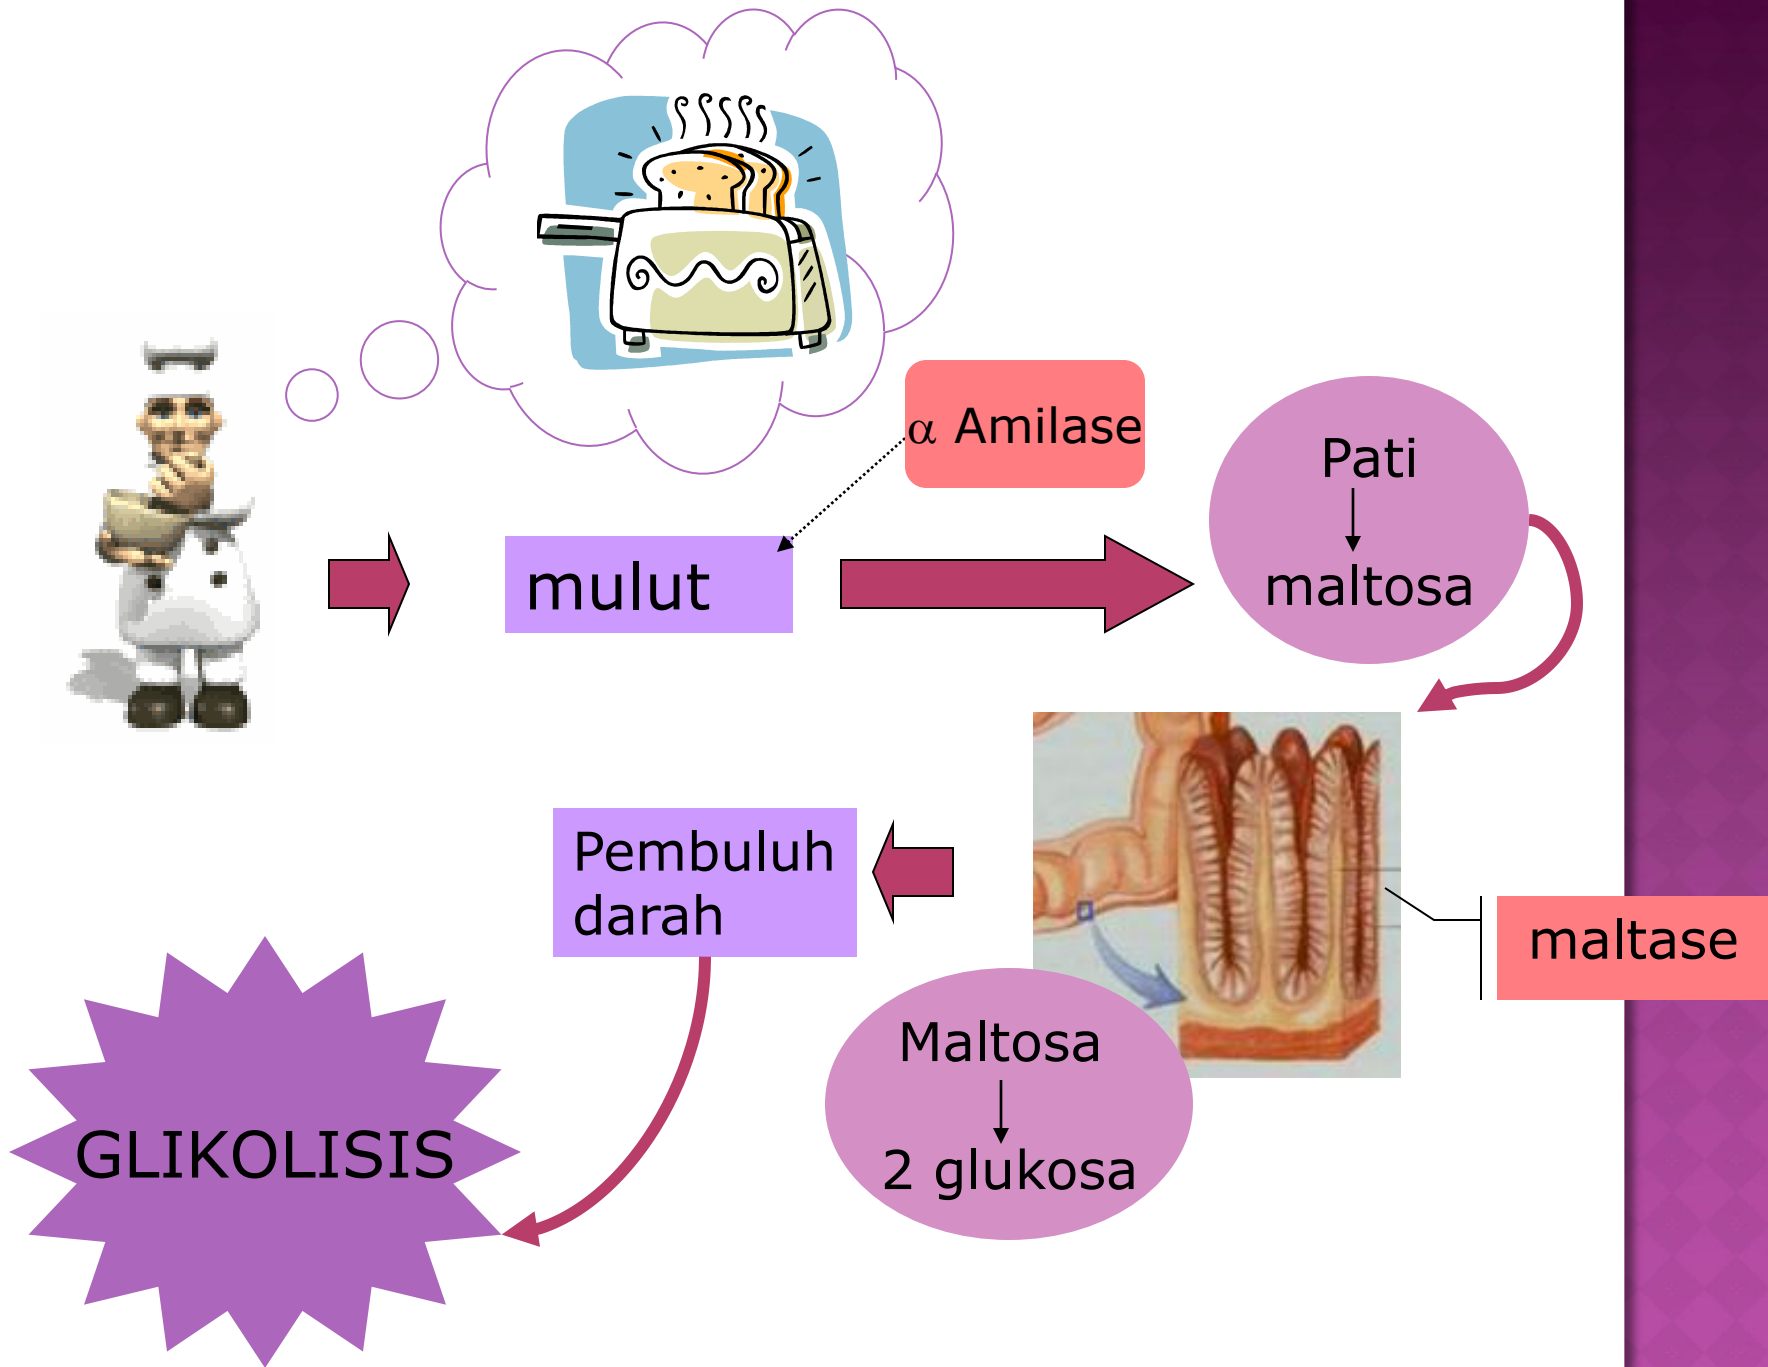 α Amilase
Pati
maltosa
mulut
Pembuluh
darah
maltase
Maltosa
2 glukosa
GLIKOLISIS